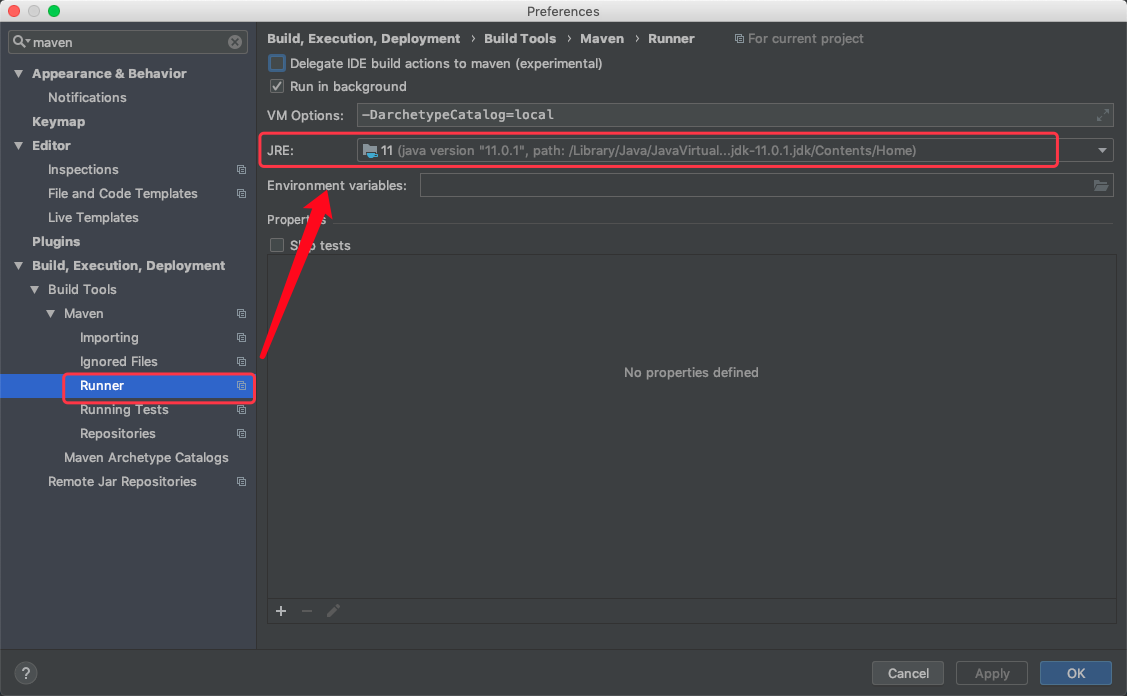 Preferences
maven
Appearance & Behavior
Notifications
Keymap
Editor
Inspections
File and Code Templates
Live Templates
Plugins
Build, Execution, Deployment
Build Tools
Maven
Importing
Ignored Files
Runner
Running Tests
Repositories
Maven Archetype Catalogs
Remote Jar Repositories
Build, Execution, Deployment › Build Tools › Maven › Runner For current project
Delegate IDE build actions to maven (experimental)
Run in background
VM Options: -DarchetypeCatalog=local
JRE: 11 (java version "11.0.1", path: /Library/Java/JavaVirtual...jdk-11.0.1.jdk/Contents/Home)
Environment variables:
Properties
Skip tests
No properties defined
? Cancel Apply OK